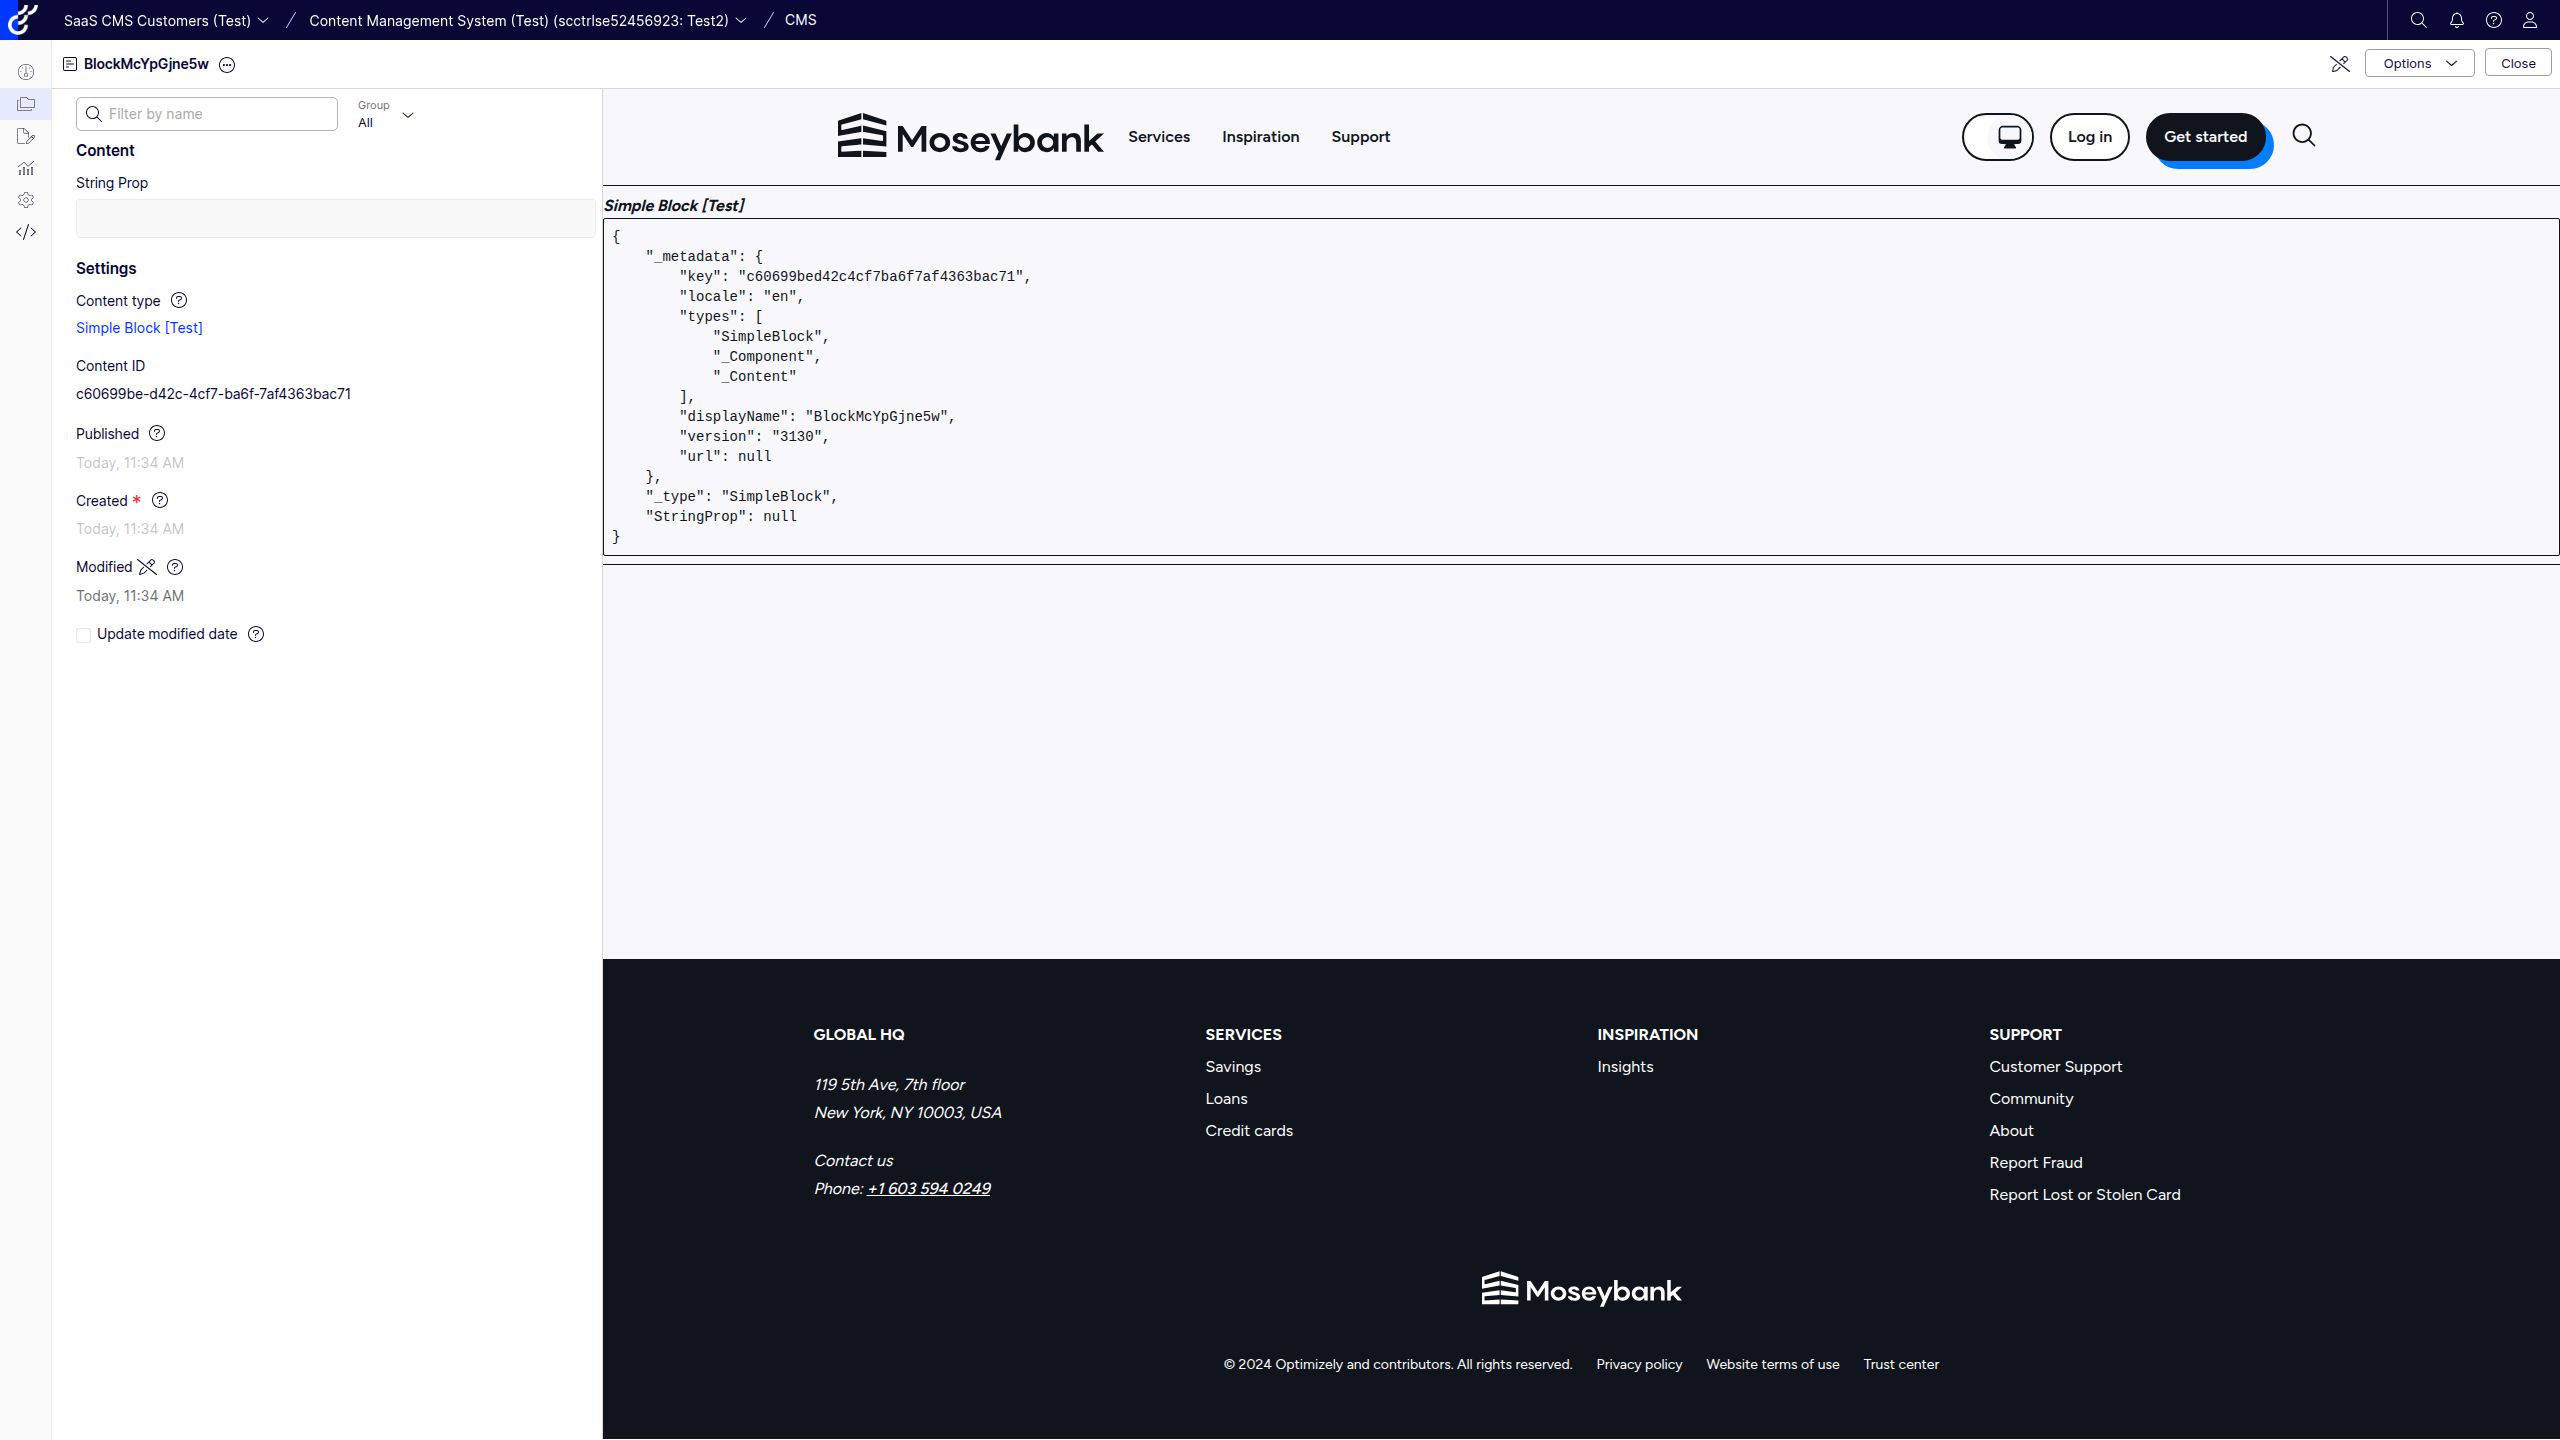 SaaS CMS Customers (Test) / Content Management System (Test) (scctrlse52456923: Test2) / CMS
BlockMcYpGjne5w
Options
Close
Filter by name
Group
All
Content
String Prop
Settings
Content type
Simple Block [Test]
Content ID
c60699be-d42c-4cf7-ba6f-7af4363bac71
Published
Today, 11:34 AM
Created *
Today, 11:34 AM
Modified
Today, 11:34 AM
Update modified date
Moseybank
Services
Inspiration
Support
Log in
Get started
Simple Block [Test]
{
    "_metadata": {
        "key": "c60699bed42c4cf7ba6f7af4363bac71",
        "locale": "en",
        "types": [
            "SimpleBlock",
            "_Component",
            "_Content"
        ],
        "displayName": "BlockMcYpGjne5w",
        "version": "3130",
        "url": null
    },
    "_type": "SimpleBlock",
    "StringProp": null
}
GLOBAL HQ
119 5th Ave, 7th floor
New York, NY 10003, USA
Contact us
Phone: +1 603 594 0249
SERVICES
Savings
Loans
Credit cards
INSPIRATION
Insights
SUPPORT
Customer Support
Community
About
Report Fraud
Report Lost or Stolen Card
Moseybank
© 2024 Optimizely and contributors. All rights reserved.
Privacy policy
Website terms of use
Trust center